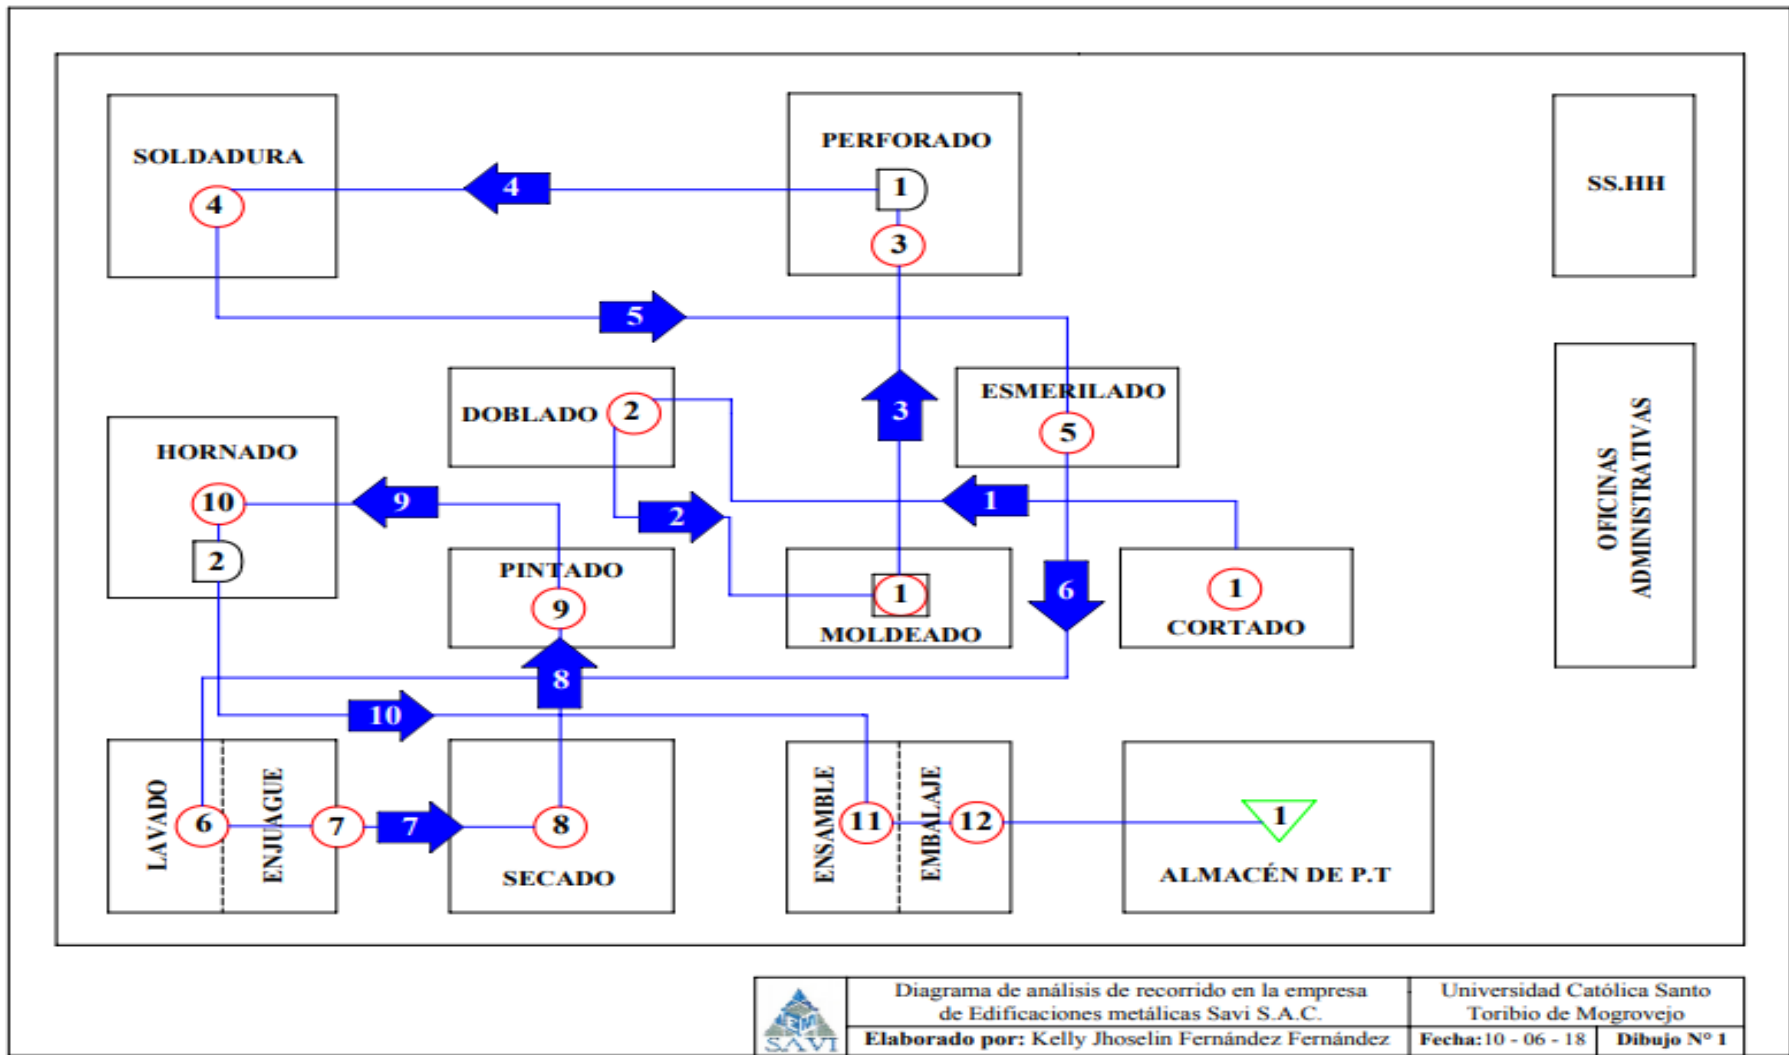 SOLDADURA
4
4
PERFORADO
1
3
SS.HH
5
DOBLADO
2
3
ESMERILADO
5
OFICINAS
ADMINISTRATIVAS
HORNADO
10
2
9
2
1
PINTADO
9
1
MOLDEADO
6
1
CORTADO
8
10
LAVADO
6
ENJUAGUE
7
7
8
SECADO
ENSAMBLE
11
EMBALAJE
12
1
ALMACÉN DE P.T
SAVI
Diagrama de análisis de recorrido en la empresa
de Edificaciones metálicas Savi S.A.C.
Elaborado por: Kelly Jhoselin Fernández Fernández
Universidad Católica Santo
Toribio de Mogrovejo
Fecha:10 - 06 - 18
Dibujo N° 1